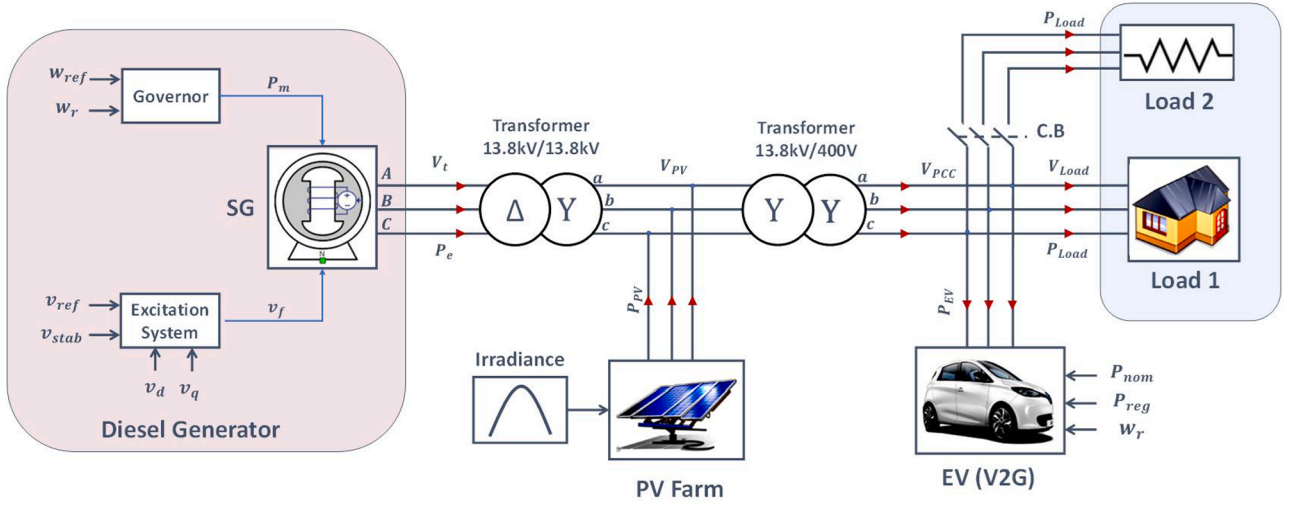 P_Load
Load 2
C.B
w_ref
w_r
Governor
P_m
Transformer
13.8kV/13.8kV
Transformer
13.8kV/400V
SG
A
B
C
V_t
P_e
Δ
Y
a
b
c
V_PV
Y
Y
a
b
c
V_PCC
V_Load
P_Load
Load 1
N
v_ref
v_stab
Excitation
System
v_f
v_d
v_q
Diesel Generator
P_PV
Irradiance
PV Farm
P_EV
P_nom
P_reg
w_r
EV (V2G)